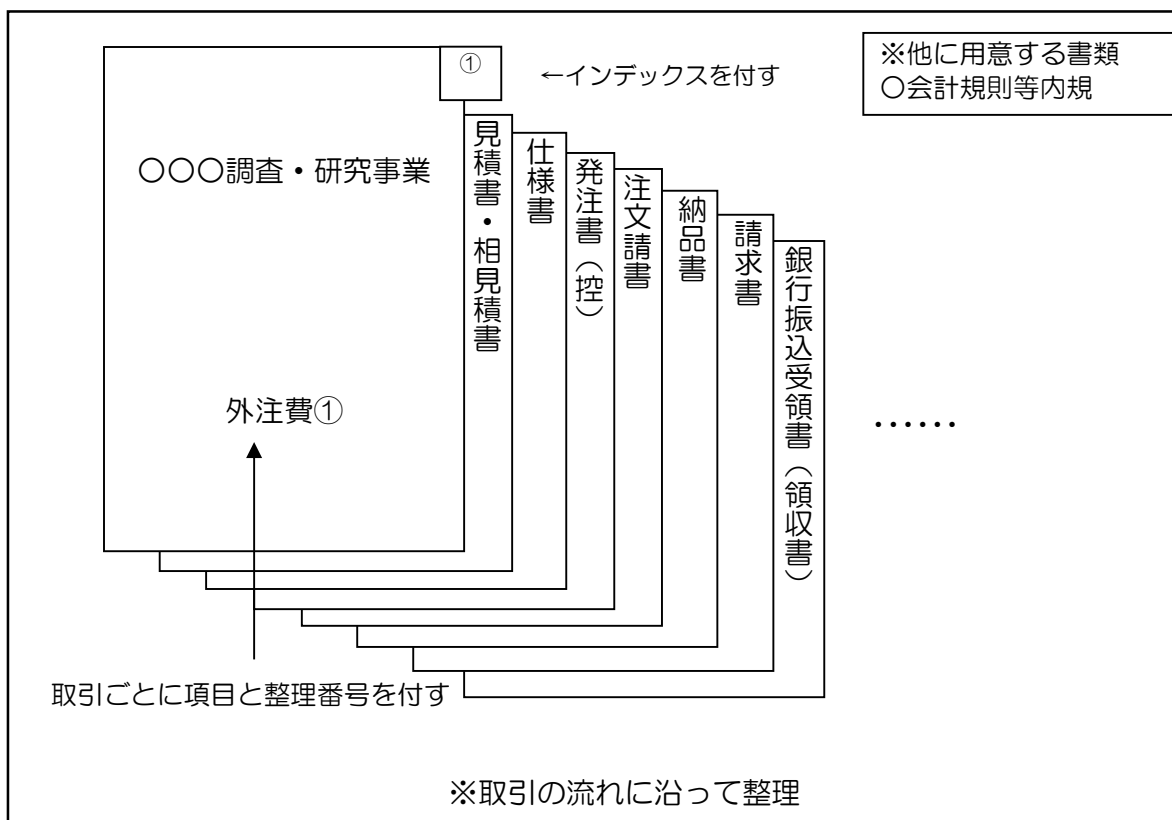 ①
←インデックスを付す
※他に用意する書類
○会計規則等内規
○○○調査・研究事業
外注費①
見積書・相見積書
仕様書
発注書（控）
注文請書
納品書
請求書
銀行振込受領書（領収書）
……
取引ごとに項目と整理番号を付す
※取引の流れに沿って整理